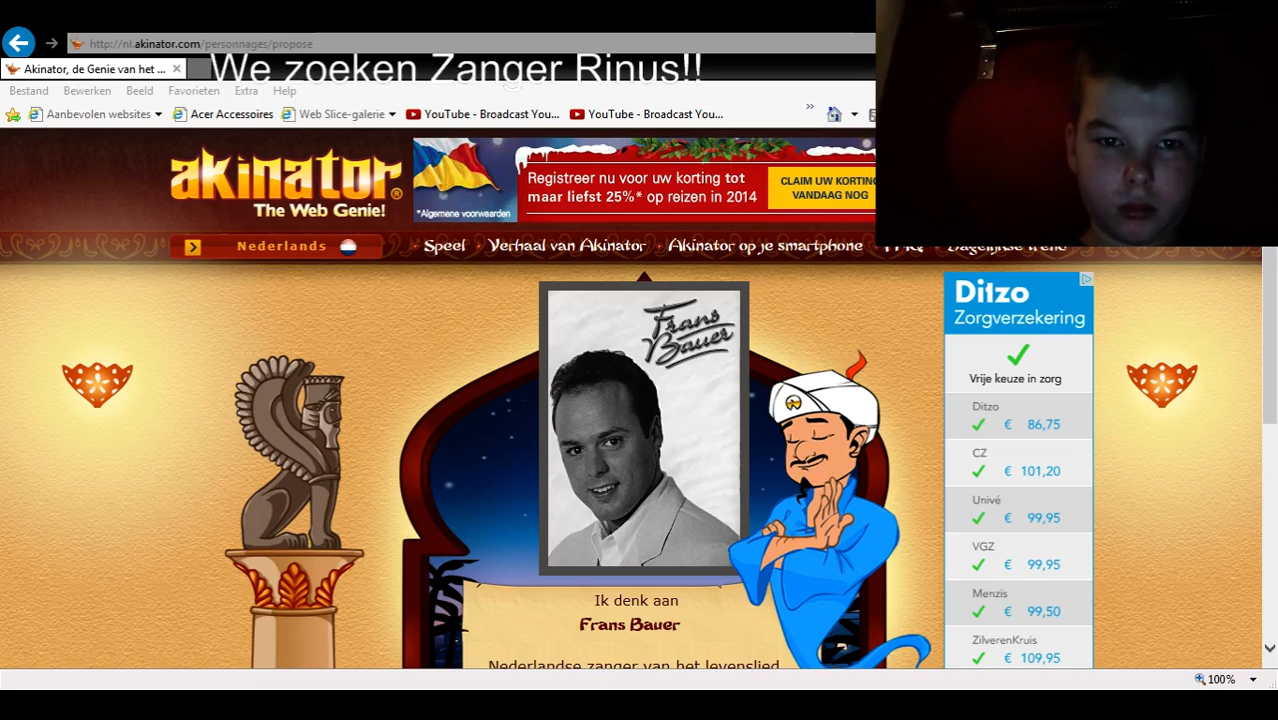 http://nl.akinator.com/personnages/propose
Akinator, de Genie van het ...
We zoeken Zanger Rinus!!
Bestand Bewerken Beeld Favorieten Extra Help
Aanbevolen websites Acer Accessoires Web Slice-galerie YouTube - Broadcast You... YouTube - Broadcast You...
akinator®
The Web Genie!
*Algemene voorwaarden
Registreer nu voor uw korting tot
maar liefst 25%* op reizen in 2014
CLAIM UW KORTING
VANDAAG NOG
Nederlands
Speel Verhaal van Akinator Akinator op je smartphone
Frans
Bauer
Ik denk aan
Frans Bauer
Nederlandse zanger van het levenslied
Ditzo
Zorgverzekering
Vrije keuze in zorg
Ditzo
€ 86,75
CZ
€ 101,20
Univé
€ 99,95
VGZ
€ 99,95
Menzis
€ 99,50
ZilverenKruis
€ 109,95
100%